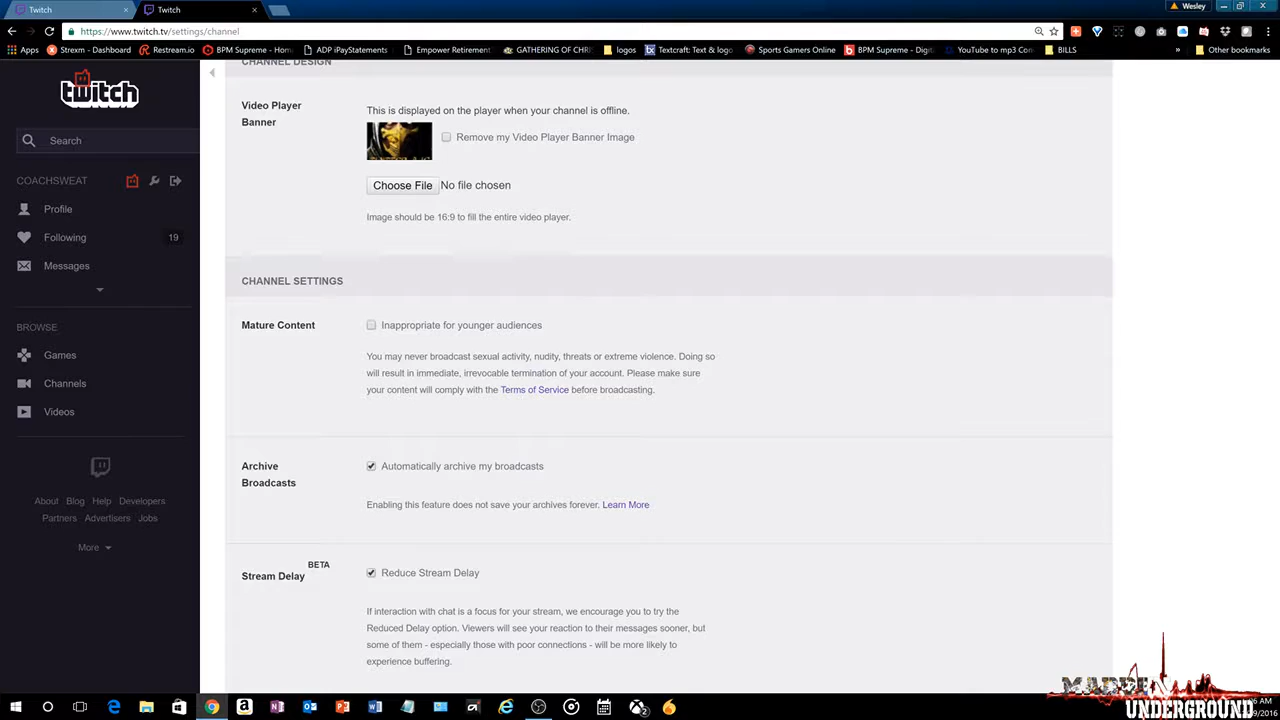 Twitch
Twitch
Wesley
https://www.twitch.tv/settings/channel
Apps
Strexm - Dashboard
Restream.io
BPM Supreme - Home
ADP iPayStatements
Empower Retirement
GATHERING OF CHRI
logos
Textcraft: Text & logo
Sports Gamers Online
BPM Supreme - Digit
YouTube to mp3 Con
BILLS
»
Other bookmarks
twitch
Search
COACHSWEAT
Profile
Following
19
Messages
BROWSE
Games
Channels
Videos
About Blog Help Developers
Partners Advertisers Jobs
More
CHANNEL DESIGN
Video Player
Banner
This is displayed on the player when your channel is offline.
Remove my Video Player Banner Image
Choose File No file chosen
Image should be 16:9 to fill the entire video player.
CHANNEL SETTINGS
Mature Content
Inappropriate for younger audiences
You may never broadcast sexual activity, nudity, threats or extreme violence. Doing so
will result in immediate, irrevocable termination of your account. Please make sure
your content will comply with the Terms of Service before broadcasting.
Archive
Broadcasts
Automatically archive my broadcasts
Enabling this feature does not save your archives forever. Learn More
Stream Delay
BETA
Reduce Stream Delay
If interaction with chat is a focus for your stream, we encourage you to try the
Reduced Delay option. Viewers will see your reaction to their messages sooner, but
some of them - especially those with poor connections - will be more likely to
experience buffering.
UNDERGROUND